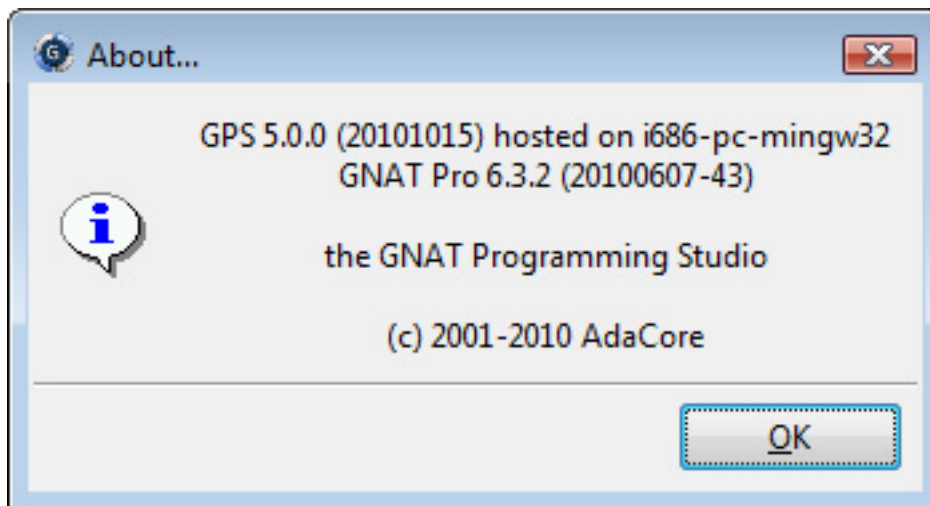 About...
GPS 5.0.0 (20101015) hosted on i686-pc-mingw32
GNAT Pro 6.3.2 (20100607-43)
the GNAT Programming Studio
(c) 2001-2010 AdaCore
OK